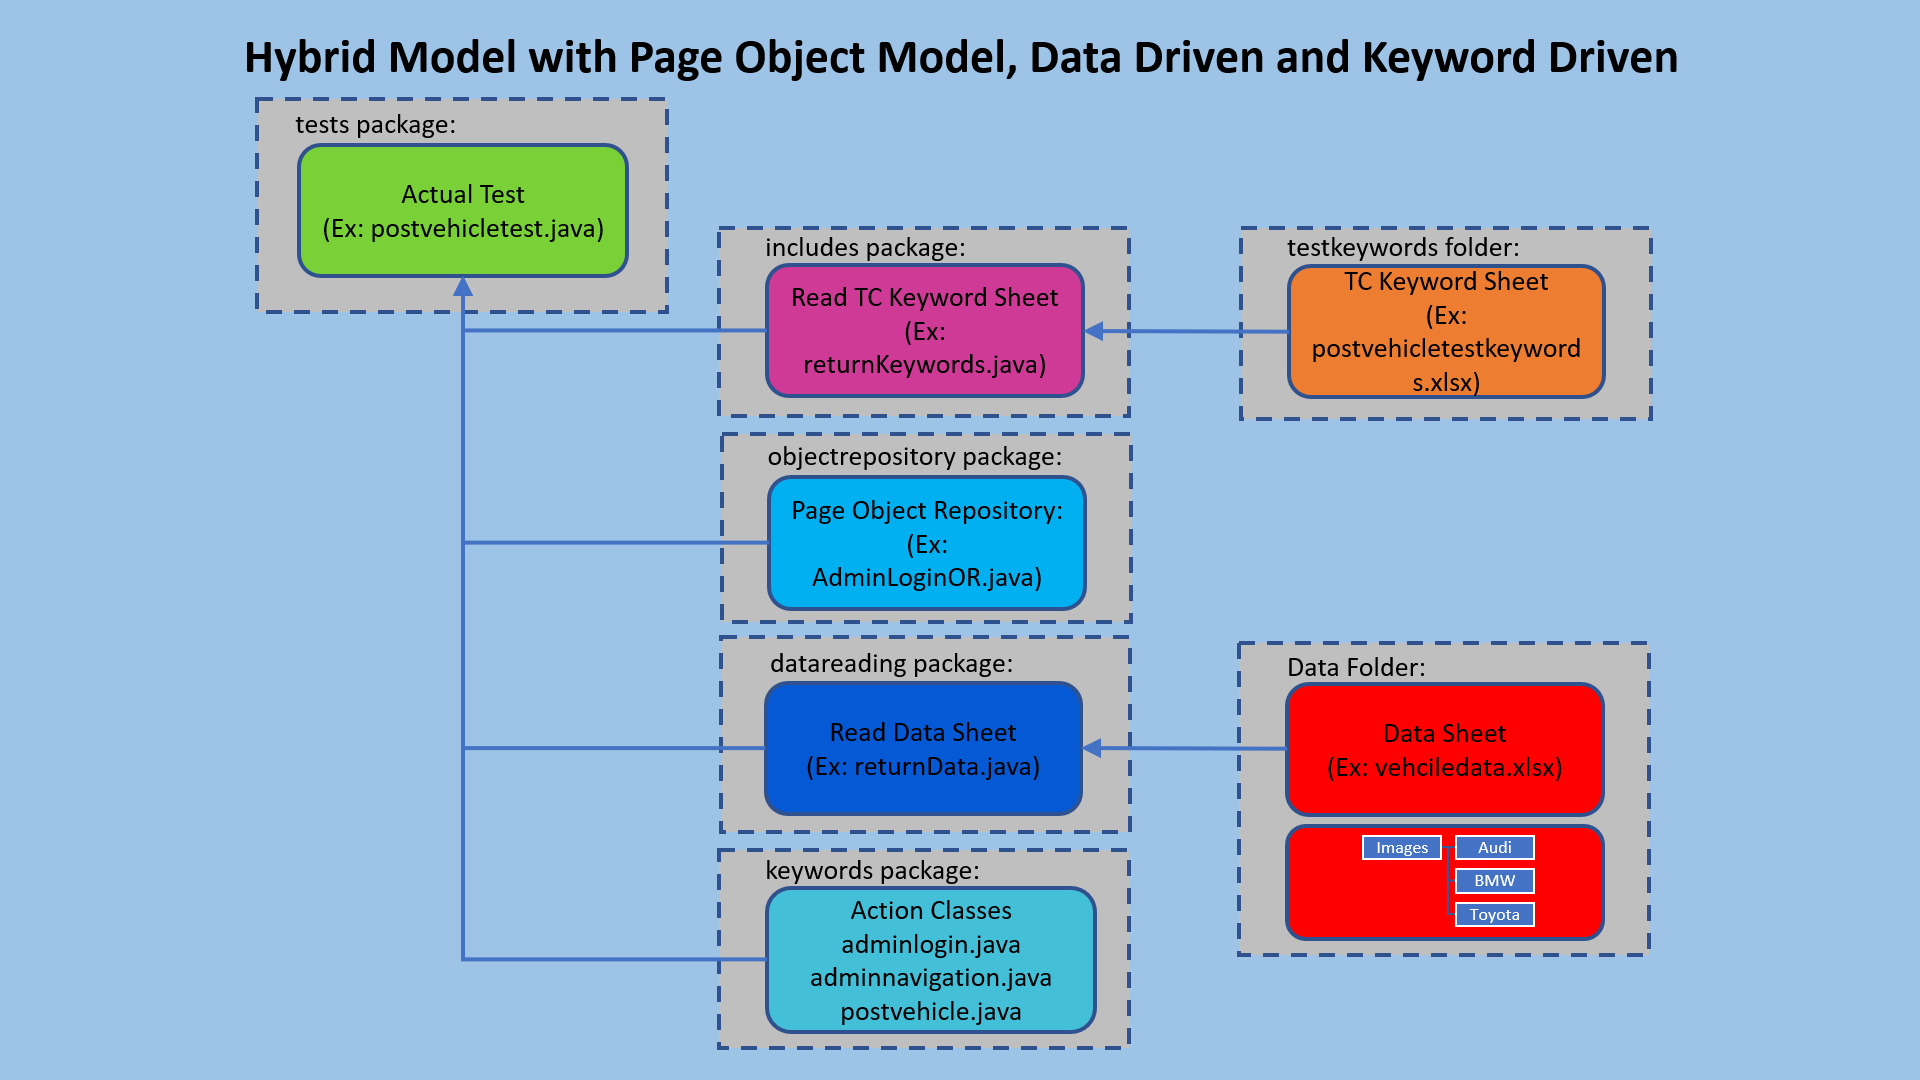 Hybrid Model with Page Object Model, Data Driven and Keyword Driven
tests package:
Actual Test
(Ex: postvehicletest.java)
includes package:
Read TC Keyword Sheet
(Ex:
returnKeywords.java)
testkeywords folder:
TC Keyword Sheet
(Ex:
postvehicletestkeyword
s.xlsx)
objectrepository package:
Page Object Repository:
(Ex:
AdminLoginOR.java)
datareading package:
Read Data Sheet
(Ex: returnData.java)
Data Folder:
Data Sheet
(Ex: vehciledata.xlsx)
Images
Audi
BMW
Toyota
keywords package:
Action Classes
adminlogin.java
adminnavigation.java
postvehicle.java